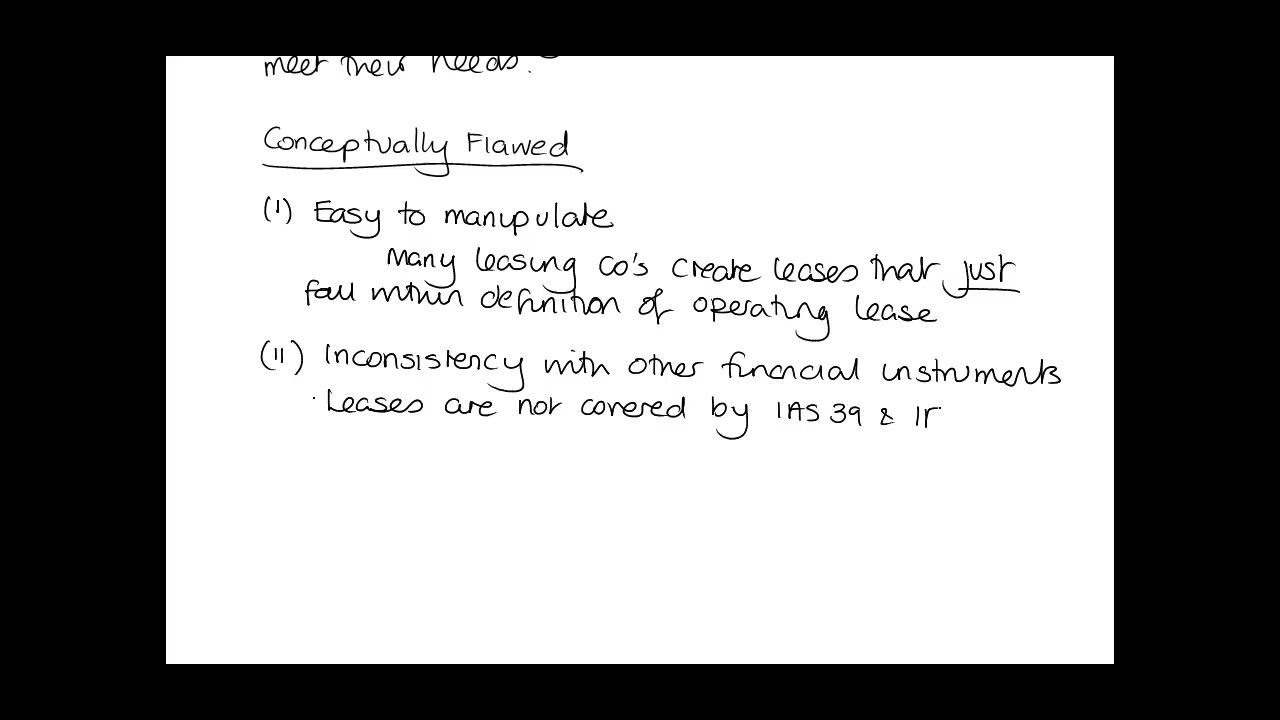 meet their needs.
Conceptually Flawed
(i) Easy to manipulate
Many leasing co's create leases that just
fall within definition of operating lease
(ii) Inconsistency with other financial instruments
Leases are not covered by IAS 39 & IF